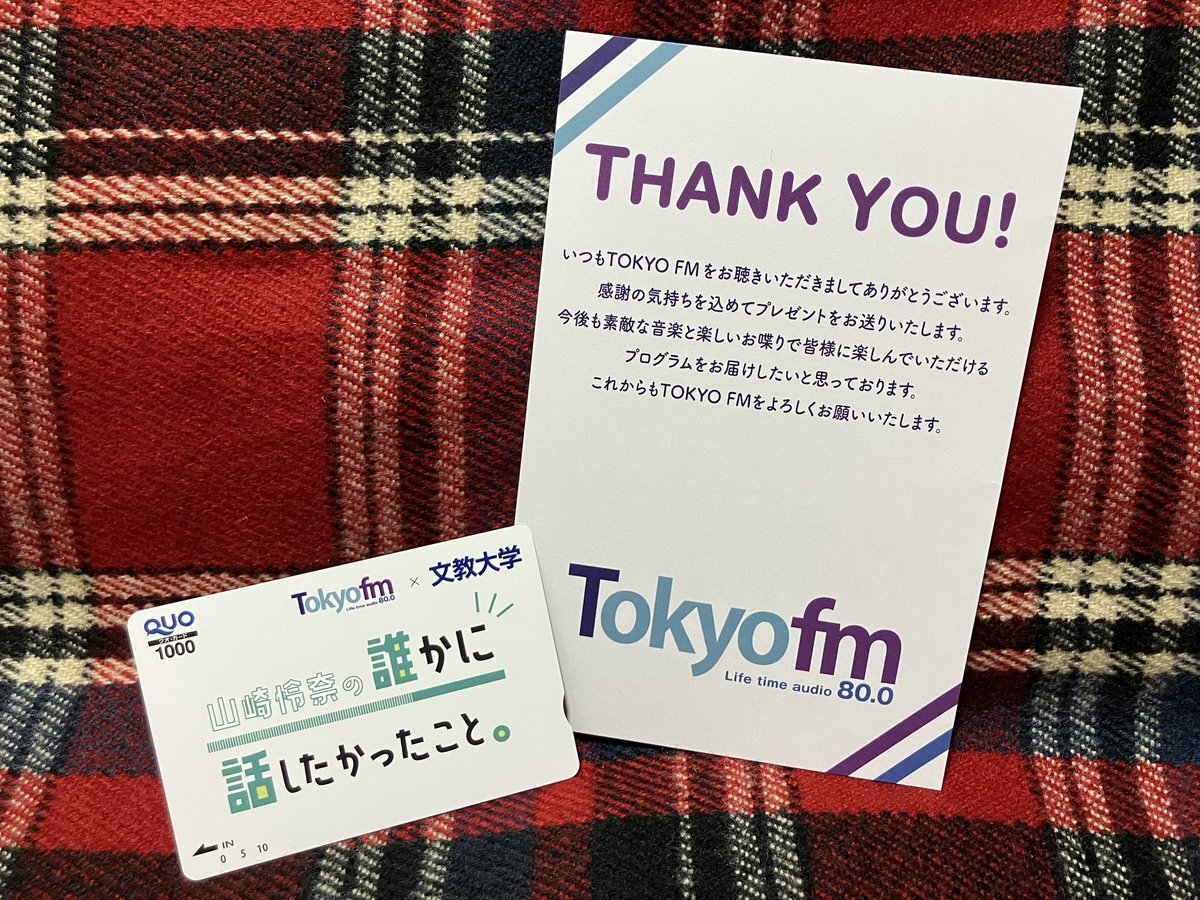 THANK YOU!
いつもTOKYO FMをお聴きいただきましてありがとうございます。
感謝の気持ちを込めてプレゼントをお送りいたします。
今後も素敵な音楽と楽しいお喋りで皆様に楽しんでいただける
プログラムをお届けしたいと思っております。
これからもTOKYO FMをよろしくお願いいたします。
Tokyofm
Life time audio 80.0
QUO
クオ・カード
1000
Tokyofm × 文教大学
Life time audio 80.0
山崎怜奈の誰かに
話したかったこと。
IN
0 5 10